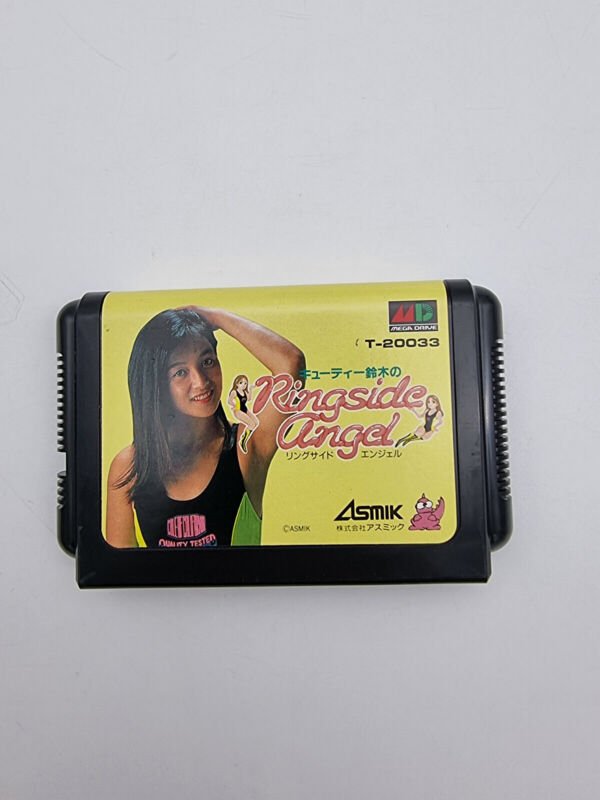 MD
MEGA DRIVE
T-20033
キューティー鈴木の
Ringside
angel
リングサイド エンジェル
©ASMIK
ASMIK
株式会社アスミック
QUALITY TESTER